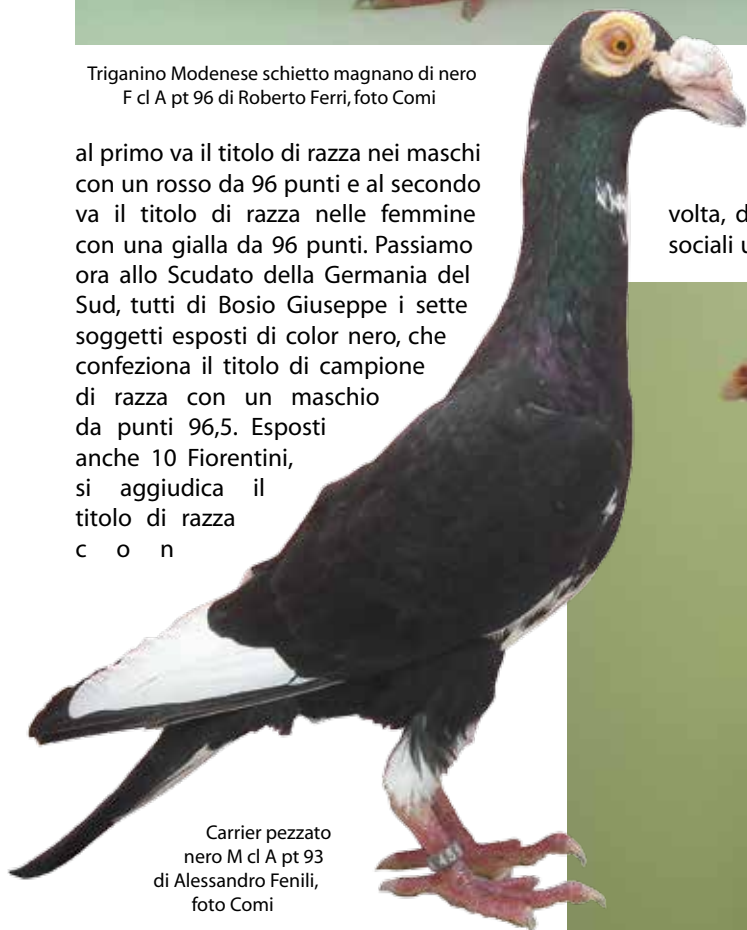 Triganino Modenese schietto magnano di nero
F cl A pt 96 di Roberto Ferri, foto Comi
al primo va il titolo di razza nei maschi
con un rosso da 96 punti e al secondo
va il titolo di razza nelle femmine
con una gialla da 96 punti. Passiamo
ora allo Scudato della Germania del
Sud, tutti di Bosio Giuseppe i sette
soggetti esposti di color nero, che
confeziona il titolo di campione
di razza con un maschio
da punti 96,5. Esposti
anche 10 Fiorentini,
si aggiudica il
titolo di razza
c o n
volta, d
sociali u
Carrier pezzato
nero M cl A pt 93
di Alessandro Fenili,
foto Comi